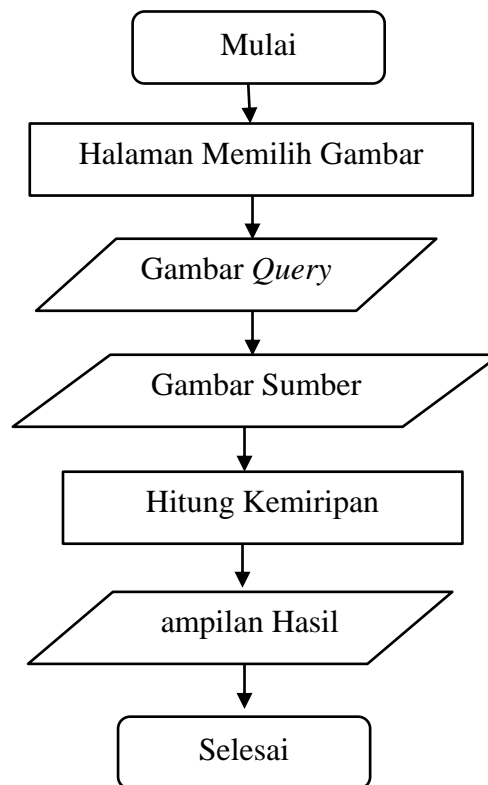 Mulai
Halaman Memilih Gambar
Gambar Query
Gambar Sumber
Hitung Kemiripan
ampilan Hasil
Selesai